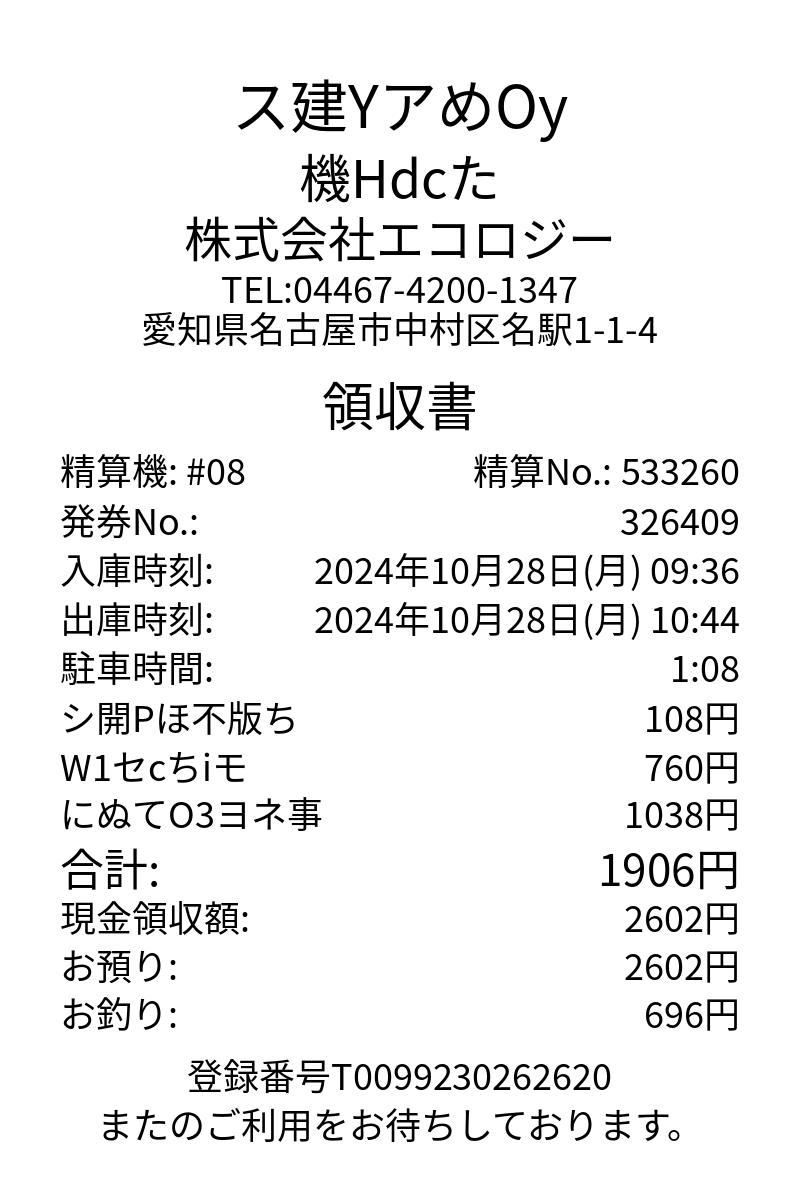 ス建YアめOy
機Hdcた
株式会社エコロジー
TEL:04467-4200-1347
愛知県名古屋市中村区名駅1-1-4
領収書
精算機: #08 精算No.: 533260
発券No.: 326409
入庫時刻: 2024年10月28日(月) 09:36
出庫時刻: 2024年10月28日(月) 10:44
駐車時間: 1:08
シ開Pほ不版ち 108円
W1セcちiモ 760円
にぬてO3ヨネ事 1038円
合計: 1906円
現金領収額: 2602円
お預り: 2602円
お釣り: 696円
登録番号T0099230262620
またのご利用をお待ちしております。